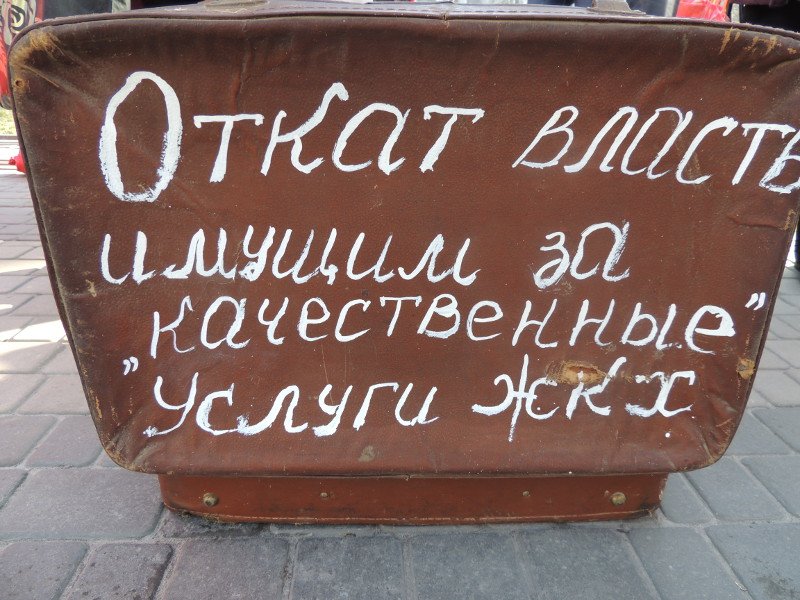 Откат власть
имущим за
"качественные"
услуги ЖКХ